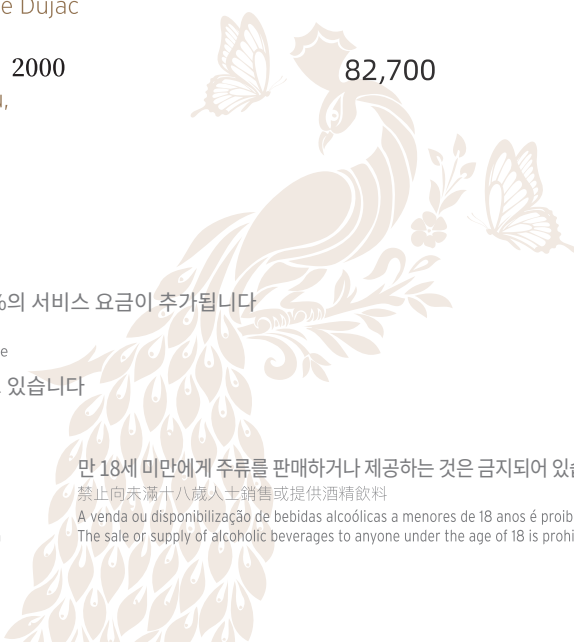 e Dujac
2000 82,700
%의 서비스 요금이 추가됩니다
e
있습니다
만 18세 미만에게 주류를 판매하거나 제공하는 것은 금지되어 있
禁止向未滿十八歲人士銷售或提供酒精飲料
A venda ou disponibilização de bebidas alcoólicas a menores de 18 anos é proib
The sale or supply of alcoholic beverages to anyone under the age of 18 is prohi